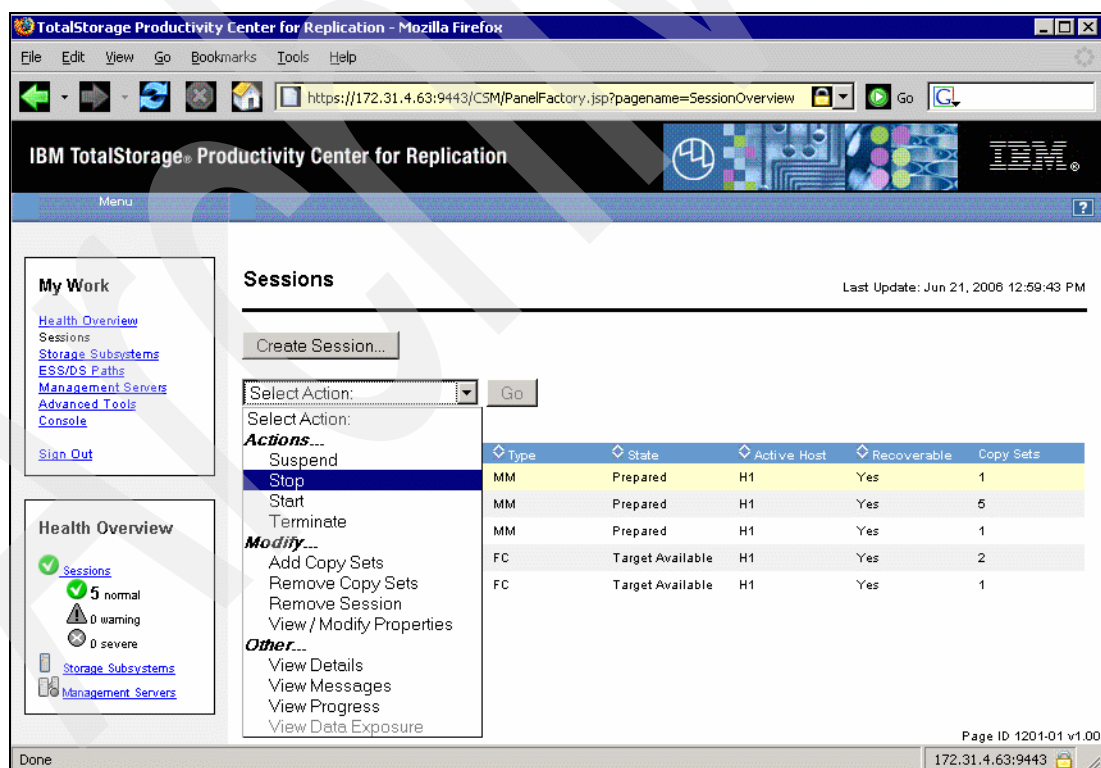 TotalStorage Productivity Center for Replication - Mozilla Firefox
File Edit View Go Bookmarks Tools Help
https://172.31.4.63:9443/CSM/PanelFactory.jsp?pagename=SessionOverview Go G
IBM TotalStorage® Productivity Center for Replication IBM®
Menu ?
My Work
Health Overview
Sessions
Storage Subsystems
ESS/DS Paths
Management Servers
Advanced Tools
Console
Sign Out
Health Overview
Sessions
5 normal
0 warning
0 severe
Storage Subsystems
Management Servers
Sessions
Last Update: Jun 21, 2006 12:59:43 PM
Create Session...
Select Action: Go
Select Action:
Actions...
Suspend
Stop
Start
Terminate
Modify...
Add Copy Sets
Remove Copy Sets
Remove Session
View / Modify Properties
Other...
View Details
View Messages
View Progress
View Data Exposure
Type State Active Host Recoverable Copy Sets
MM Prepared H1 Yes 1
MM Prepared H1 Yes 5
MM Prepared H1 Yes 1
FC Target Available H1 Yes 2
FC Target Available H1 Yes 1
Page ID 1201-01 v1.00
Done 172.31.4.63:9443